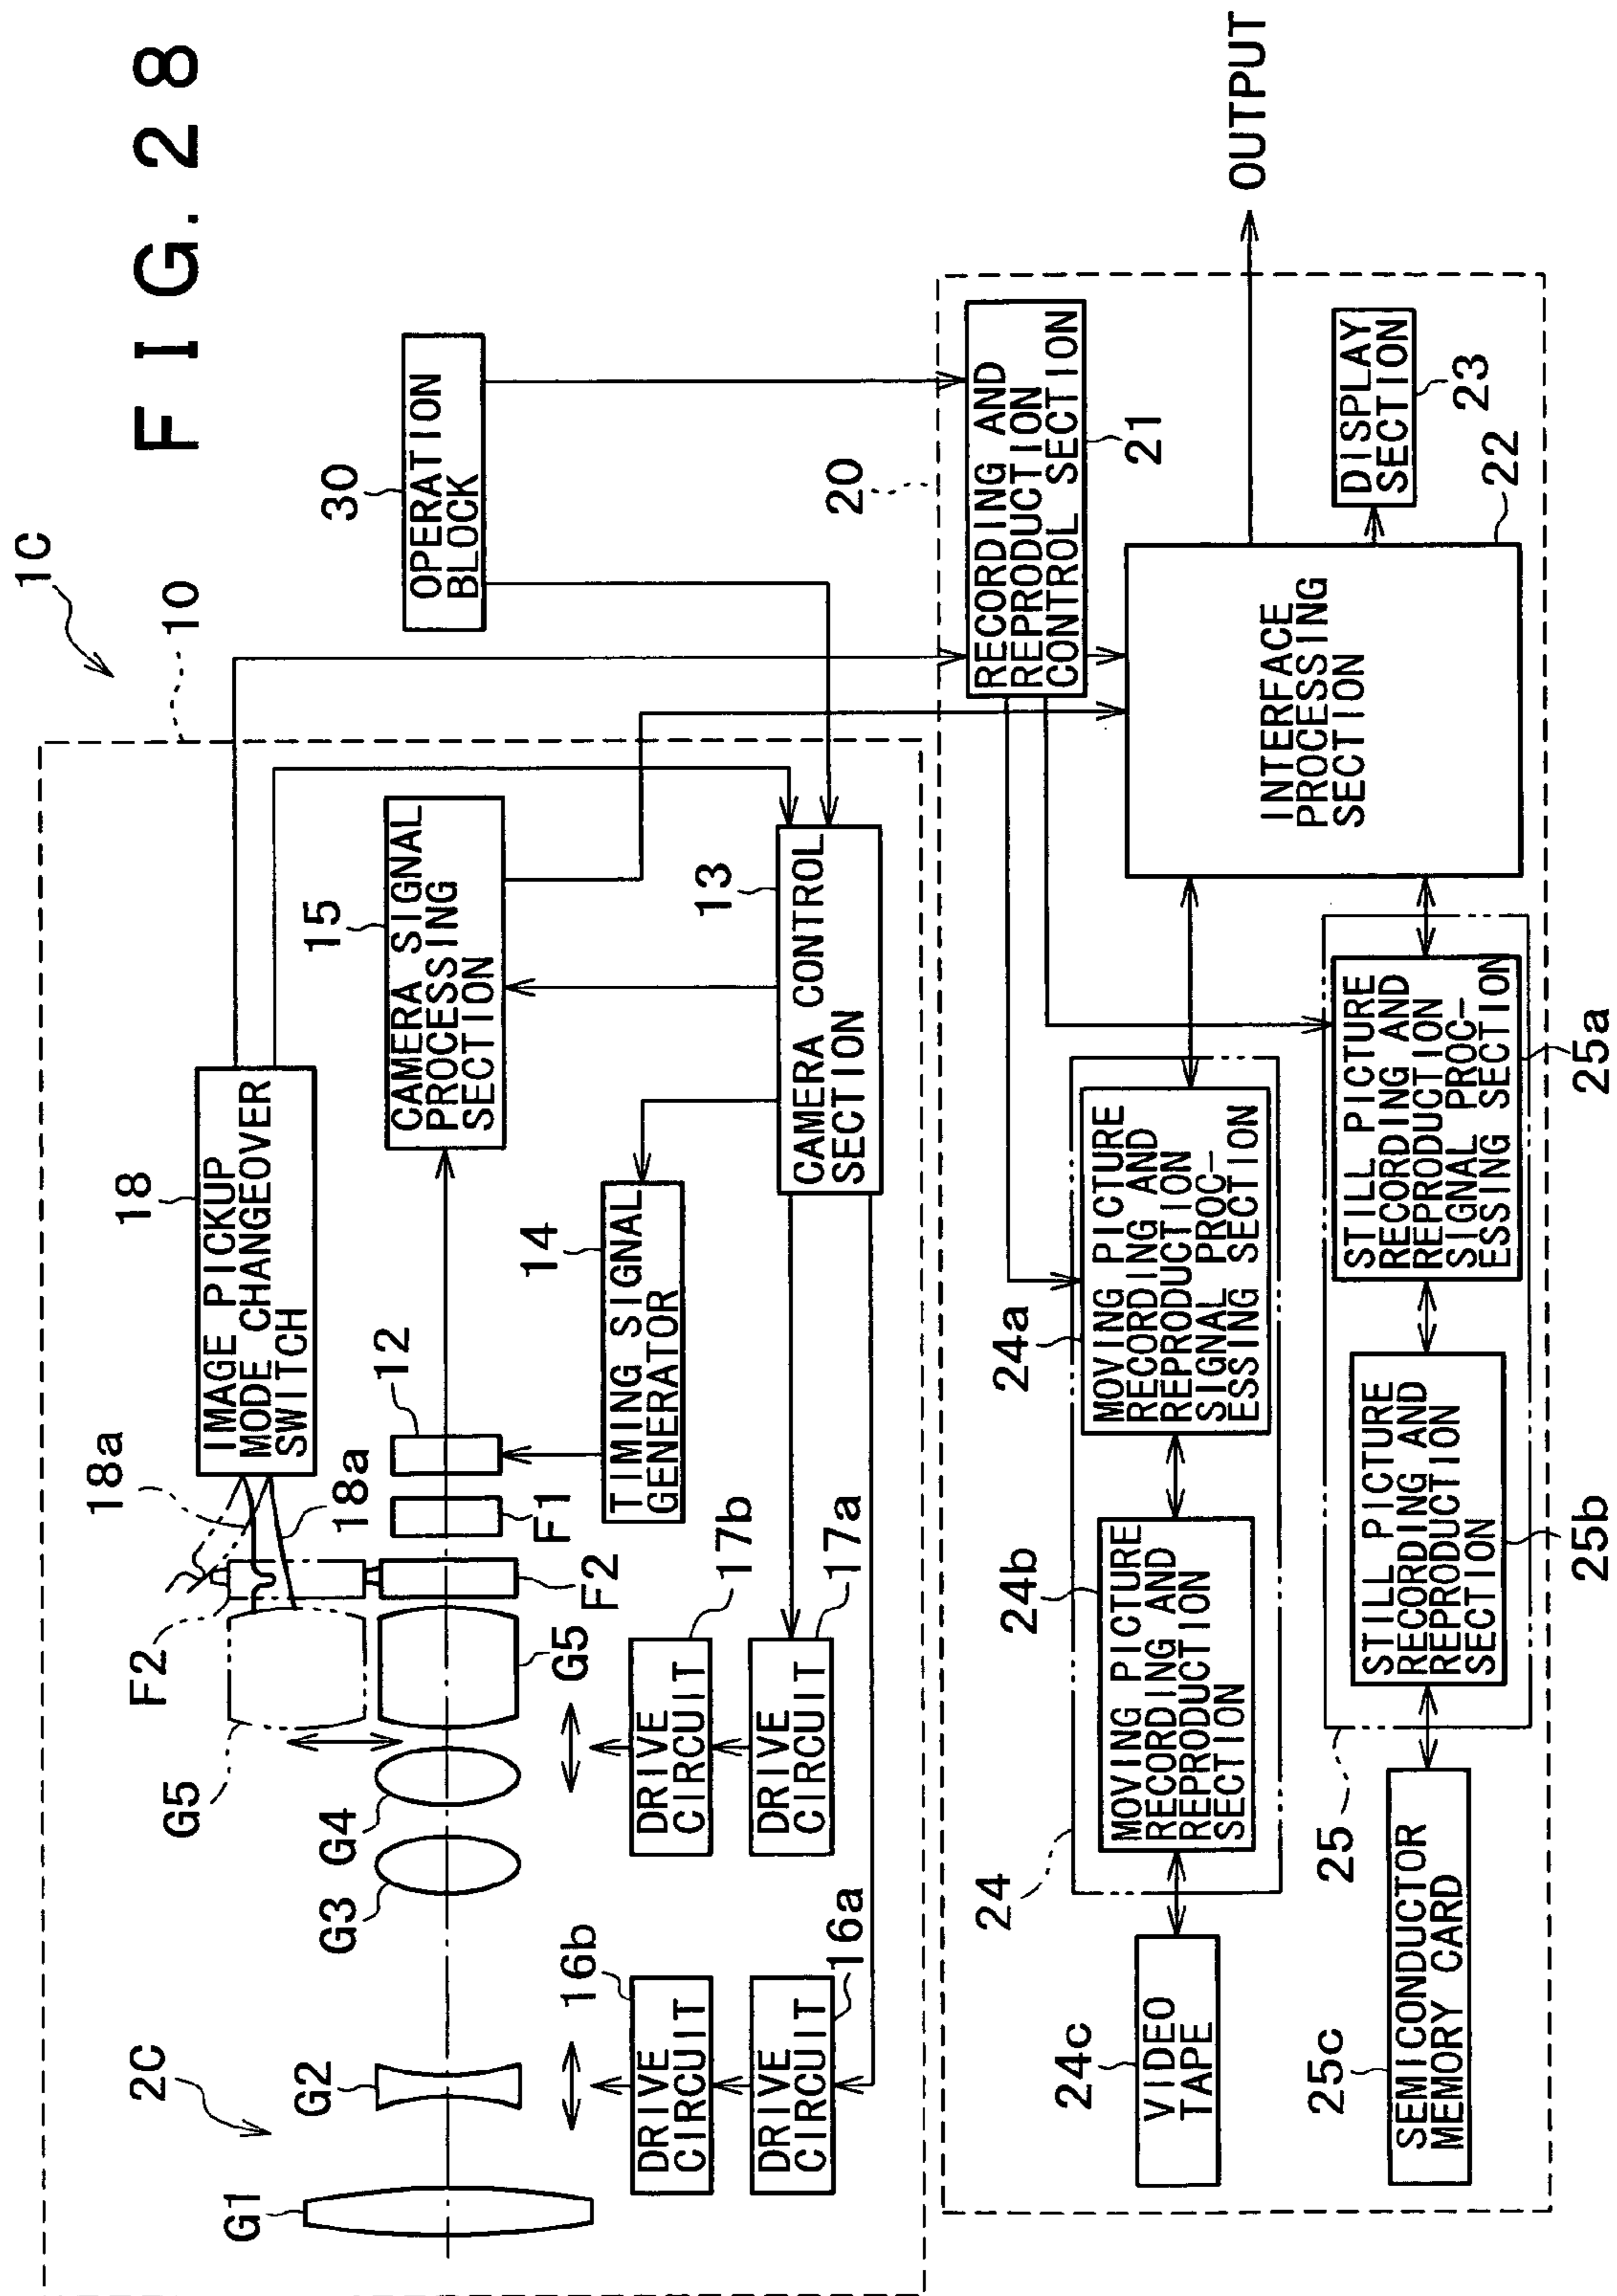 FIG. 28
1C
10
30
OPERATION
BLOCK
18
IMAGE PICKUP
MODE CHANGEOVER
SWITCH
18a
18a
15
CAMERA SIGNAL
PROCESSING
SECTION
12
F1
F2
F2
G5
G5
G4
G3
G2
2C
G1
14
TIMING SIGNAL
GENERATOR
13
CAMERA CONTROL
SECTION
17b
DRIVE
CIRCUIT
17a
DRIVE
CIRCUIT
16b
DRIVE
CIRCUIT
16a
DRIVE
CIRCUIT
20
RECORDING AND
REPRODUCTION
CONTROL SECTION
21
OUTPUT
DISPLAY
SECTION
23
22
INTERFACE
PROCESSING
SECTION
24a
MOVING PICTURE
RECORDING AND
REPRODUCTION
SIGNAL PROC-
ESSING SECTION
24b
MOVING PICTURE
RECORDING AND
REPRODUCTION
SECTION
24
24c
VIDEO
TAPE
STILL PICTURE
RECORDING AND
REPRODUCTION
SIGNAL PROC-
ESSING SECTION
25a
STILL PICTURE
RECORDING AND
REPRODUCTION
SECTION
25b
25
25c
SEMICONDUCTOR
MEMORY CARD